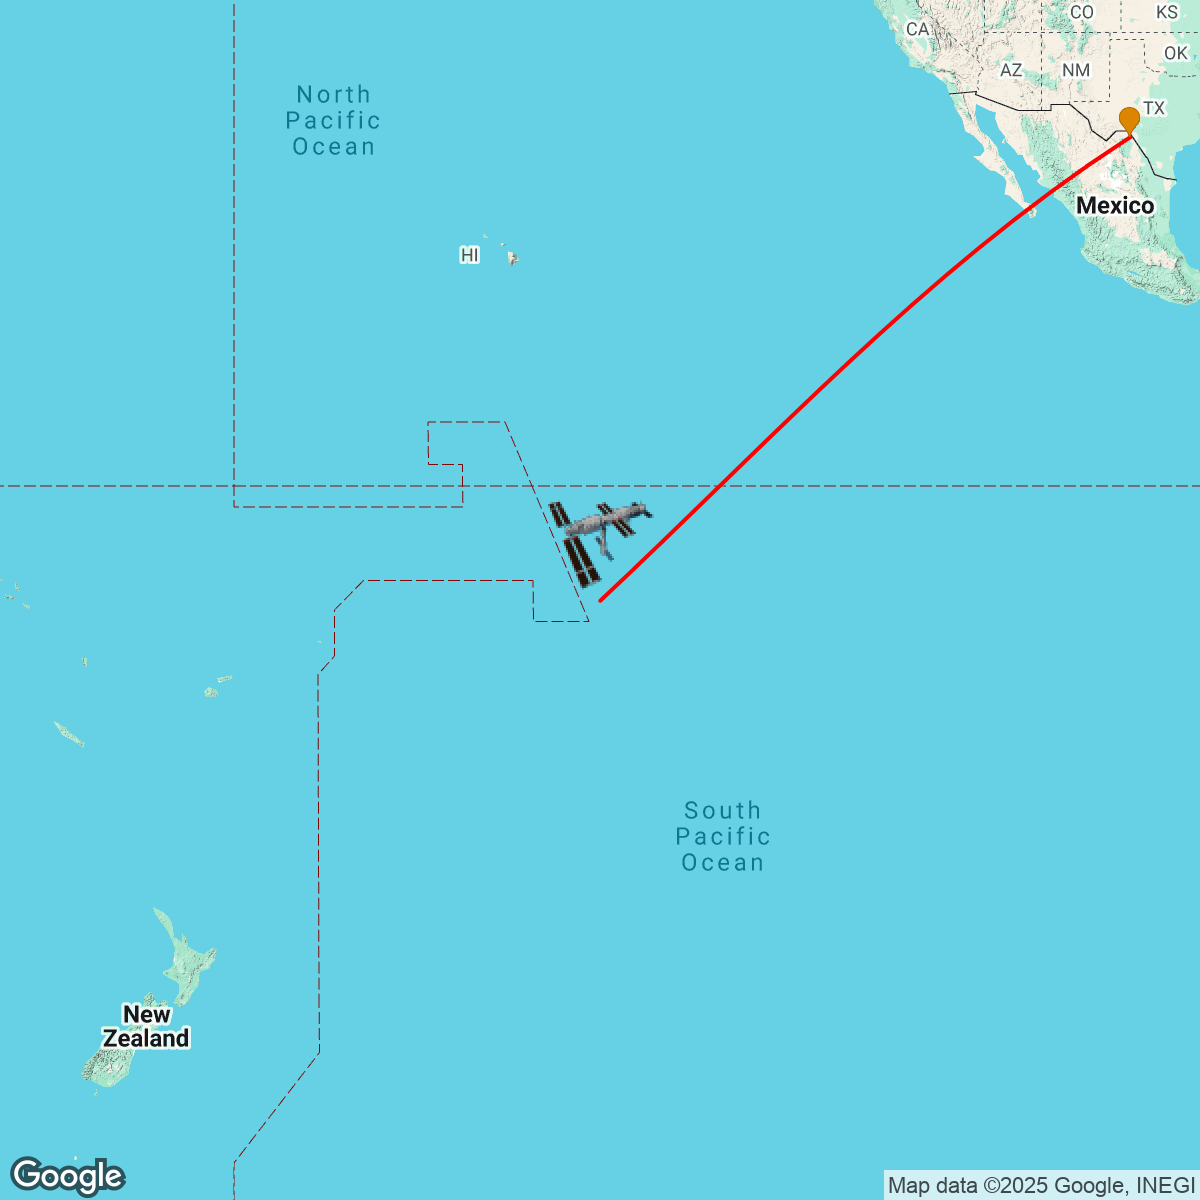 CO
KS
CA
OK
AZ
NM
TX
North
Pacific
Ocean
Mexico
HI
South
Pacific
Ocean
New
Zealand
Google
Map data ©2025 Google, INEGI